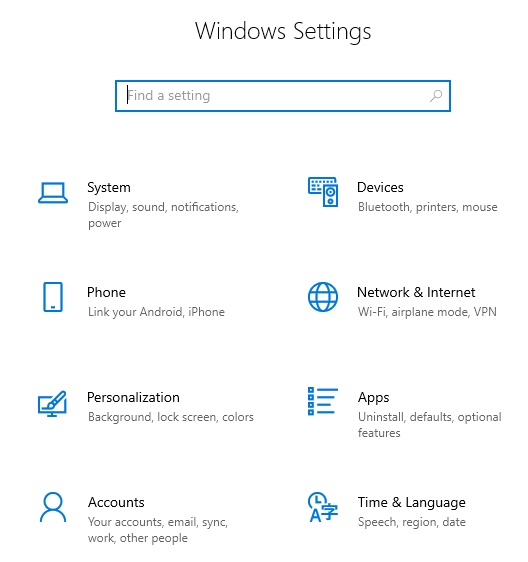 Windows Settings
Find a setting
System
Display, sound, notifications,
power
Devices
Bluetooth, printers, mouse
Phone
Link your Android, iPhone
Network & Internet
Wi-Fi, airplane mode, VPN
Personalization
Background, lock screen, colors
Apps
Uninstall, defaults, optional
features
Accounts
Your accounts, email, sync,
work, other people
Time & Language
Speech, region, date